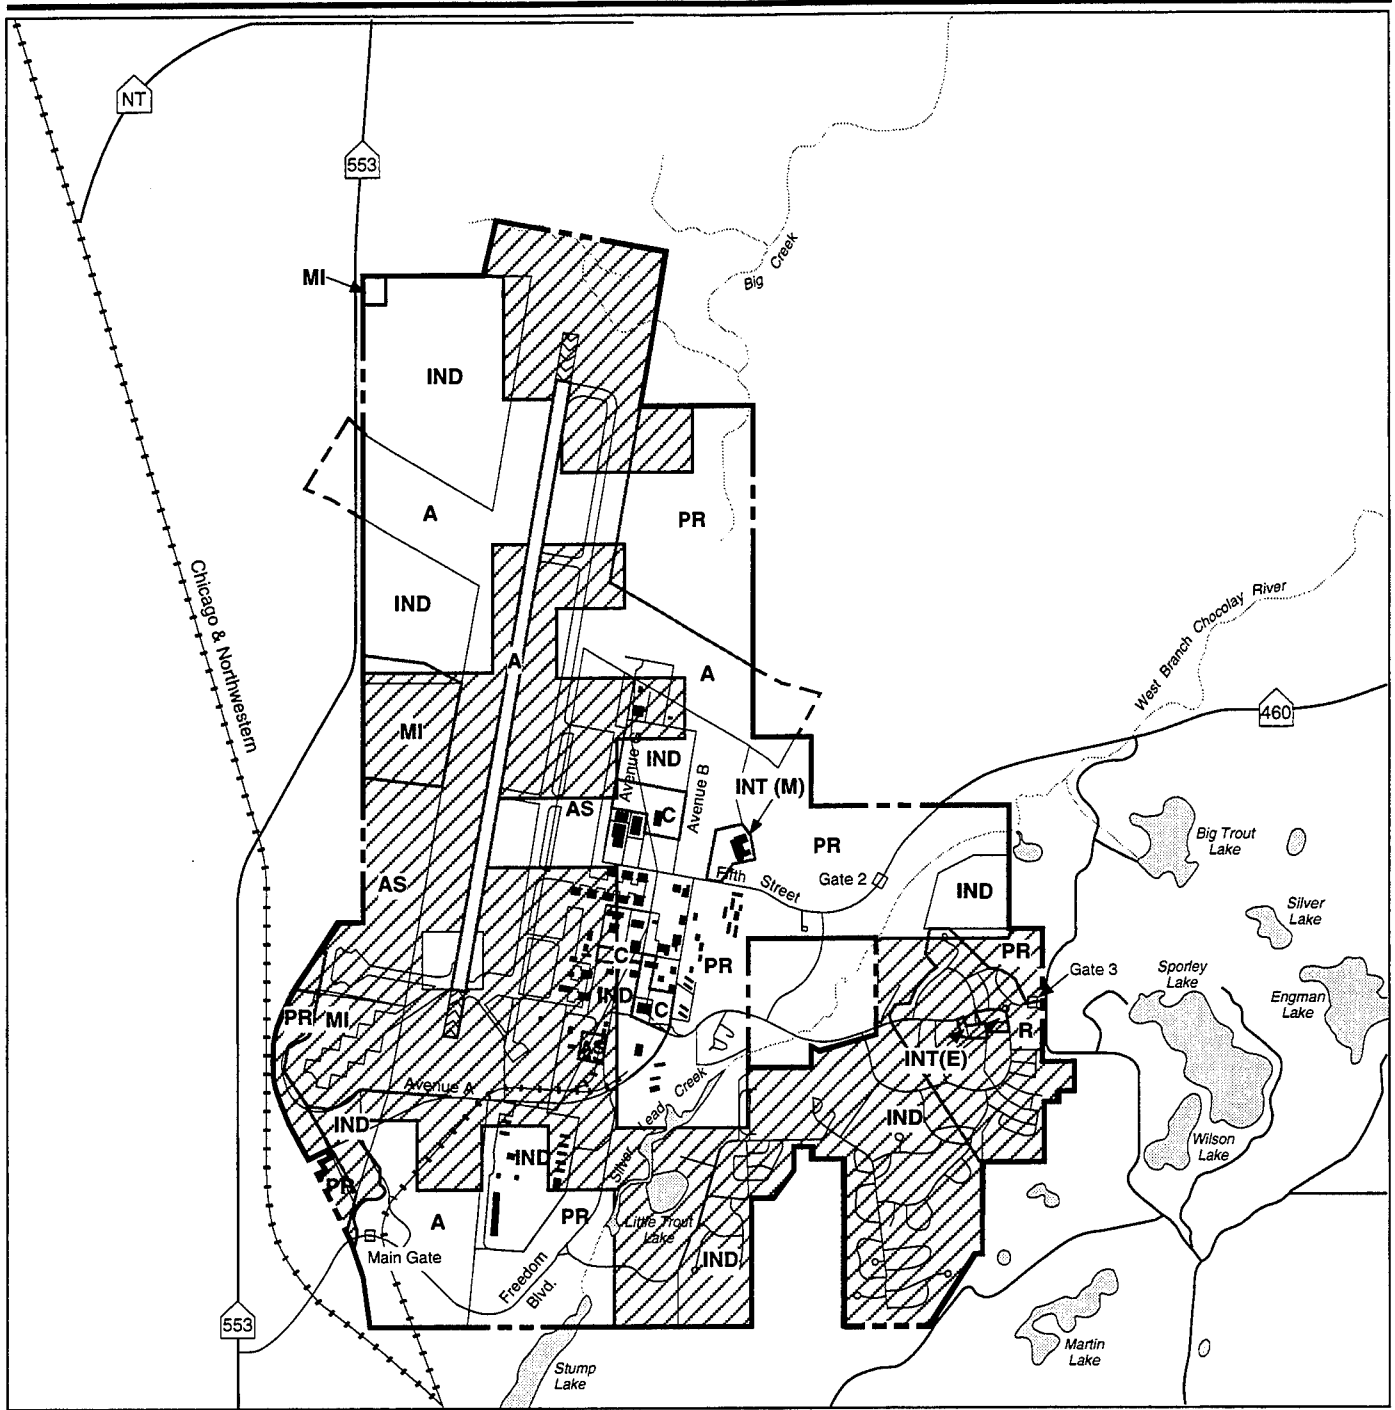 NT
553
Big Creek
MI
IND
A
PR
Chicago & Northwestern
IND
West Branch Chocolay River
A
A
460
MI
Avenue
IND
Avenue B
INT (M)
AS
C
PR
Big Trout
Lake
Fifth Street
Gate 2
AS
IND
Silver
Lake
PR
C
PR
Gate 3
Sporley
Lake
Engman
Lake
IND
C
PR
MI
R
INT(E)
Avenue A
Silver Lead Creek
IND
IND
Wilson
Lake
IND
PR
A
PR
Little Trout
Lake
Main Gate
IND
Freedom
Blvd.
553
Stump
Lake
Martin
Lake